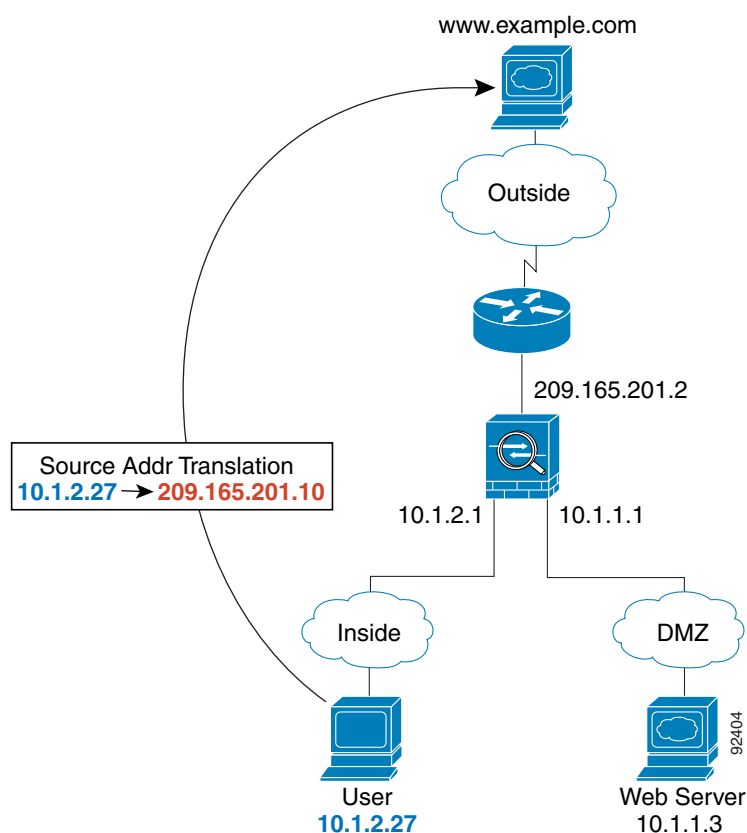 www.example.com
Outside
209.165.201.2
Source Addr Translation
10.1.2.27 → 209.165.201.10
10.1.2.1
10.1.1.1
Inside
DMZ
92404
User
10.1.2.27
Web Server
10.1.1.3